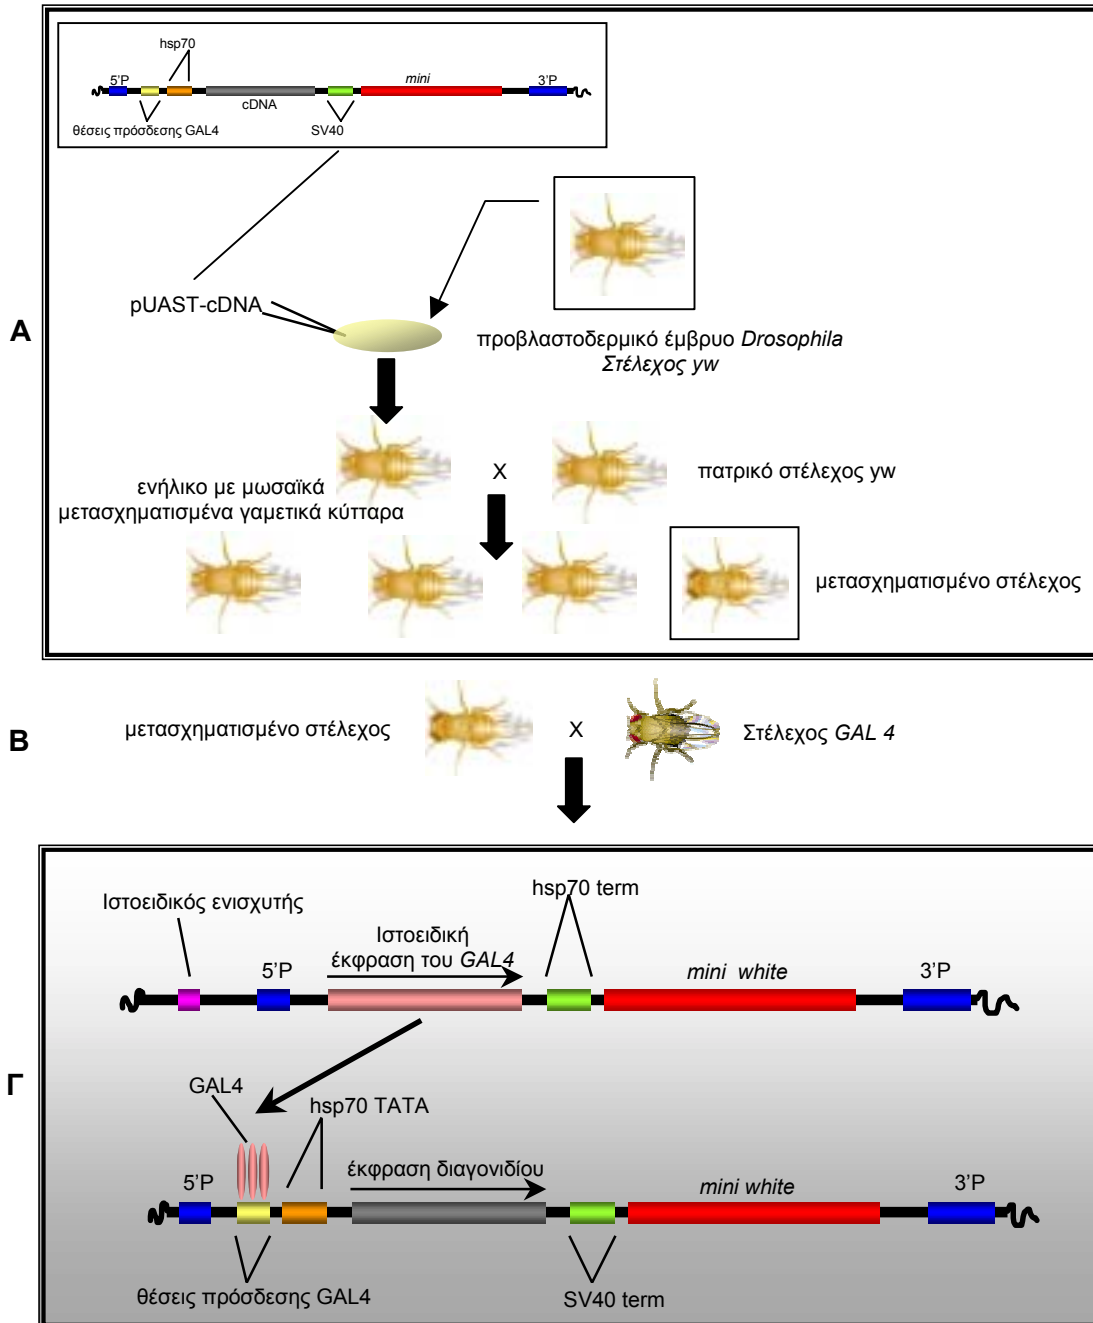 hsp70
5'P
mini
3'P
cDNA
θέσεις πρόσδεσης GAL4
SV40
pUAST-cDNA
A
προβλαστοδερμικό έμβρυο Drosophila
Στέλεχος yw
X
πατρικό στέλεχος yw
ενήλικο με μωσαϊκά
μετασχηματισμένα γαμετικά κύτταρα
μετασχηματισμένο στέλεχος
B
μετασχηματισμένο στέλεχος
X
Στέλεχος GAL 4
hsp70 term
Ιστοειδικός ενισχυτής
Ιστοειδική
έκφραση του GAL4
5'P
mini white
3'P
Γ
GAL4
hsp70 TATA
έκφραση διαγονιδίου
5'P
mini white
3'P
θέσεις πρόσδεσης GAL4
SV40 term